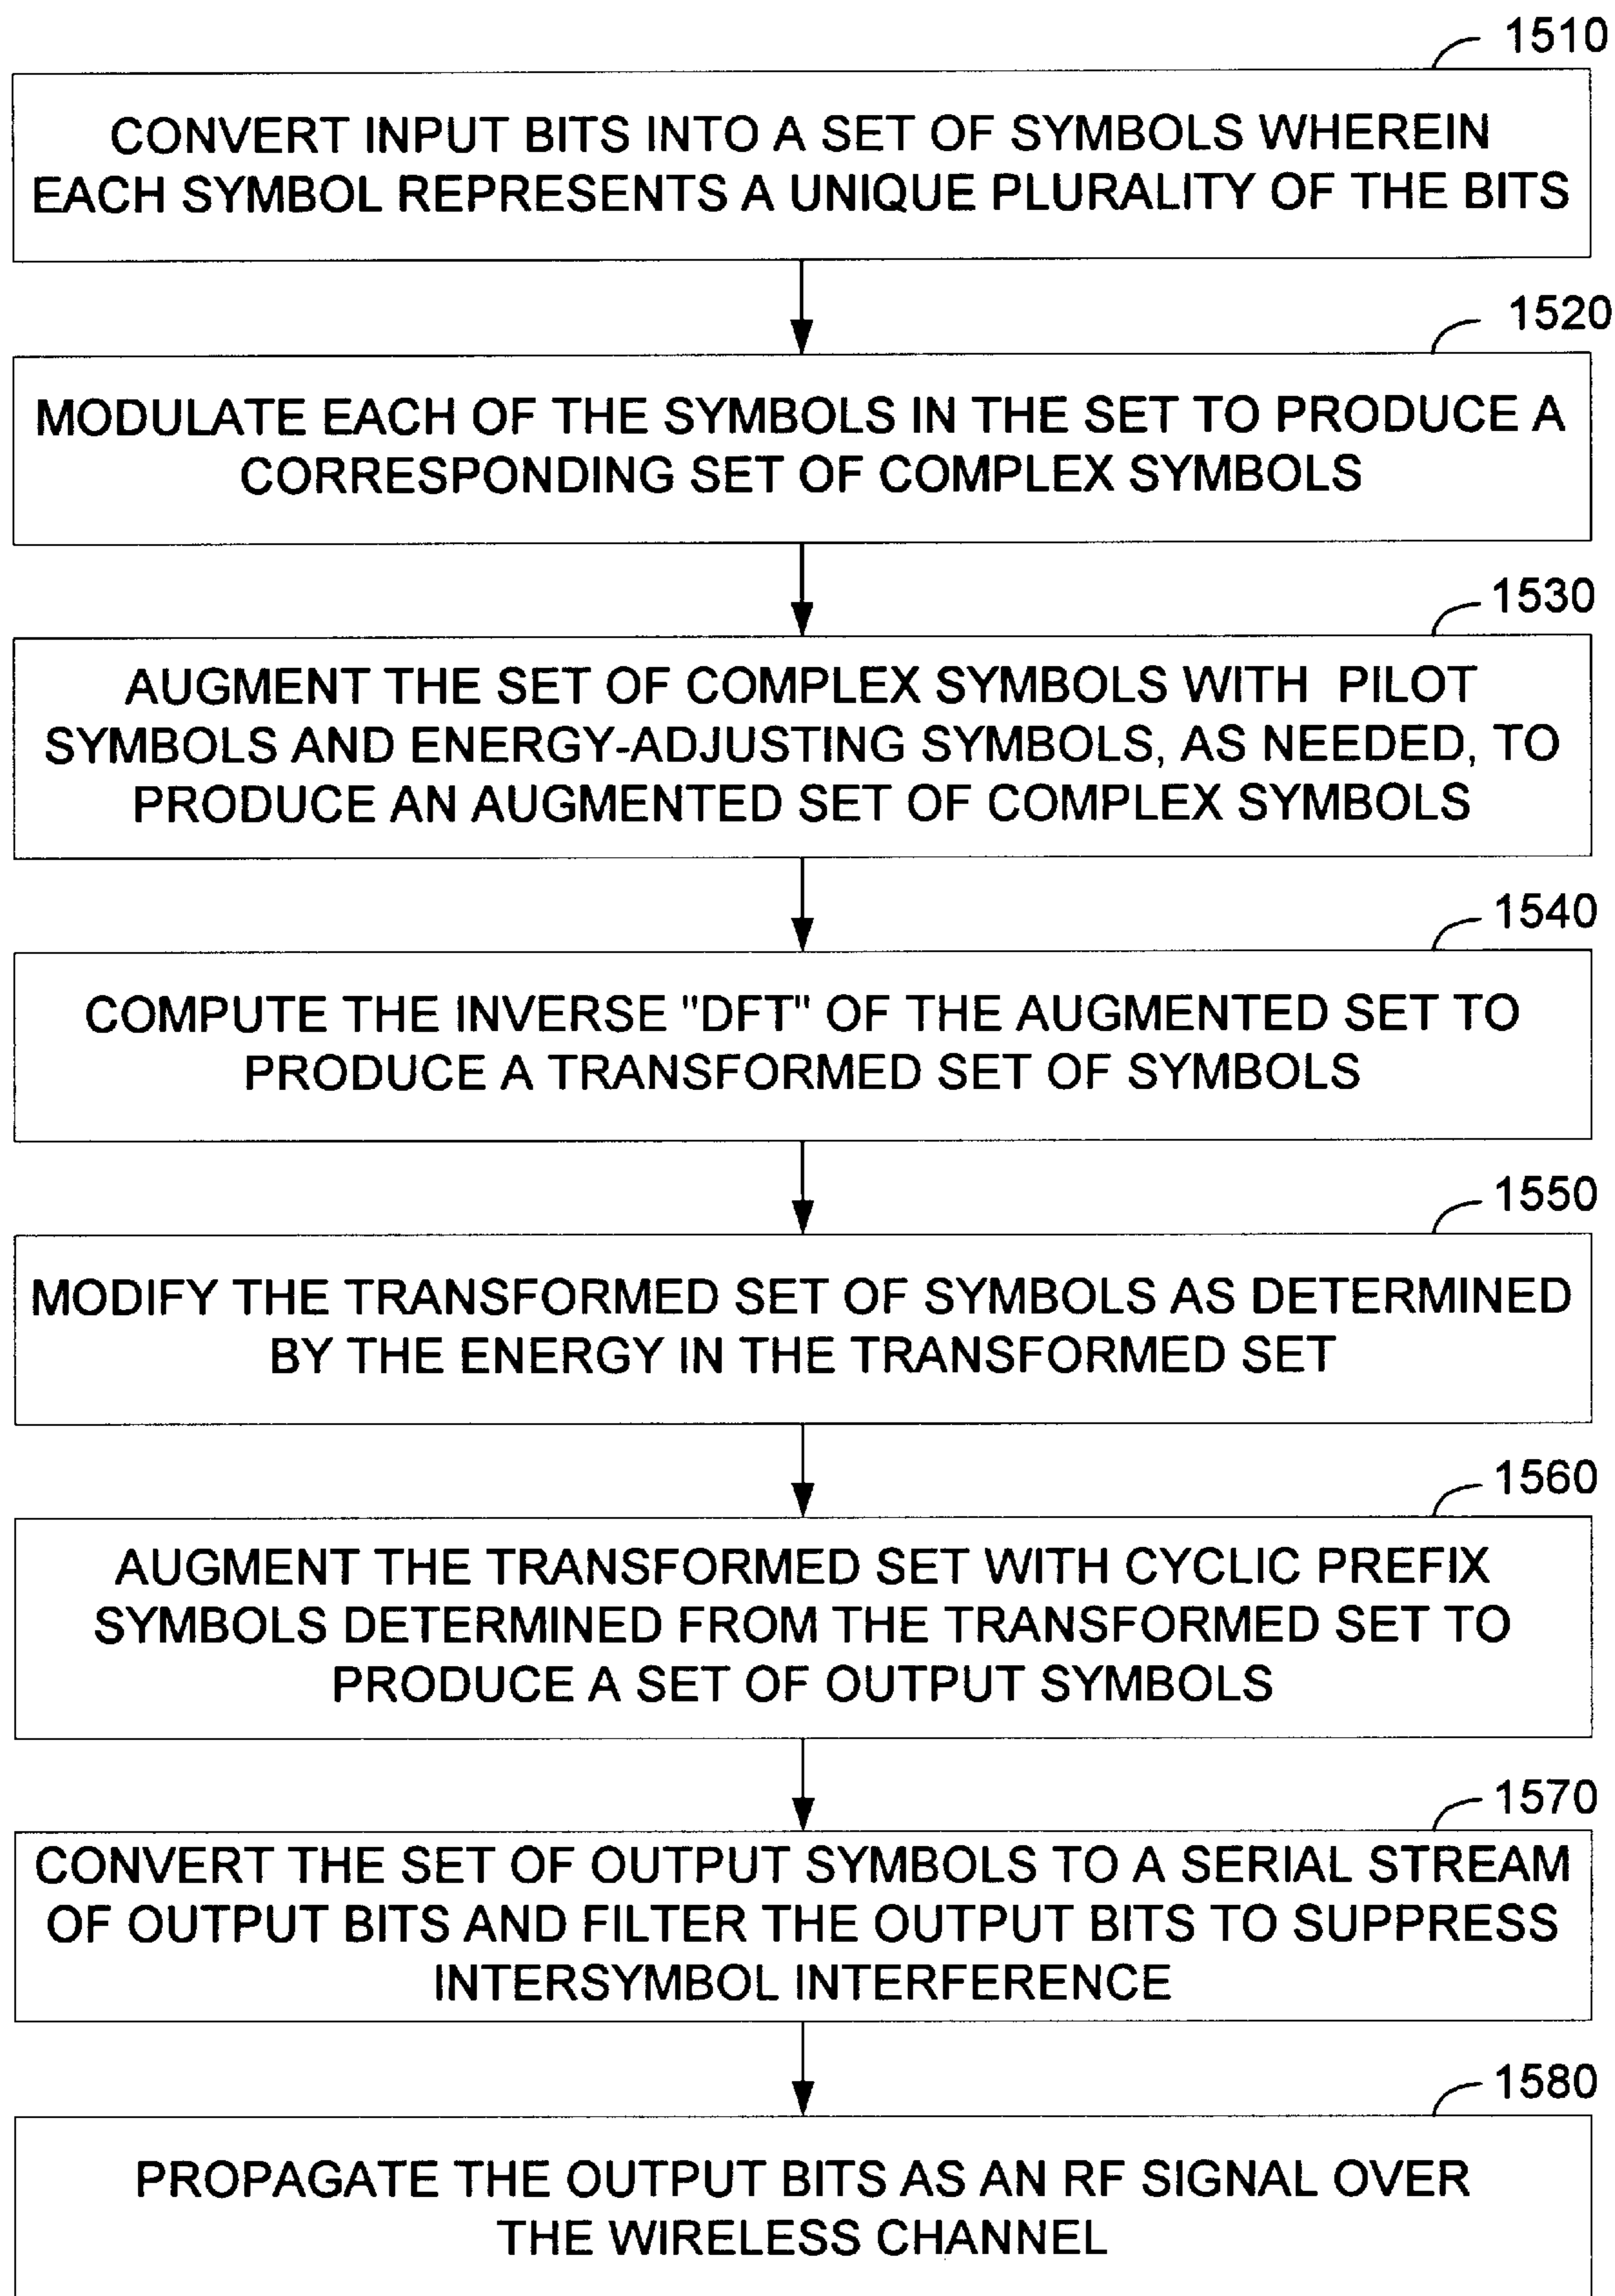 1510
CONVERT INPUT BITS INTO A SET OF SYMBOLS WHEREIN
EACH SYMBOL REPRESENTS A UNIQUE PLURALITY OF THE BITS
1520
MODULATE EACH OF THE SYMBOLS IN THE SET TO PRODUCE A
CORRESPONDING SET OF COMPLEX SYMBOLS
1530
AUGMENT THE SET OF COMPLEX SYMBOLS WITH PILOT
SYMBOLS AND ENERGY-ADJUSTING SYMBOLS, AS NEEDED, TO
PRODUCE AN AUGMENTED SET OF COMPLEX SYMBOLS
1540
COMPUTE THE INVERSE "DFT" OF THE AUGMENTED SET TO
PRODUCE A TRANSFORMED SET OF SYMBOLS
1550
MODIFY THE TRANSFORMED SET OF SYMBOLS AS DETERMINED
BY THE ENERGY IN THE TRANSFORMED SET
1560
AUGMENT THE TRANSFORMED SET WITH CYCLIC PREFIX
SYMBOLS DETERMINED FROM THE TRANSFORMED SET TO
PRODUCE A SET OF OUTPUT SYMBOLS
1570
CONVERT THE SET OF OUTPUT SYMBOLS TO A SERIAL STREAM
OF OUTPUT BITS AND FILTER THE OUTPUT BITS TO SUPPRESS
INTERSYMBOL INTERFERENCE
1580
PROPAGATE THE OUTPUT BITS AS AN RF SIGNAL OVER
THE WIRELESS CHANNEL